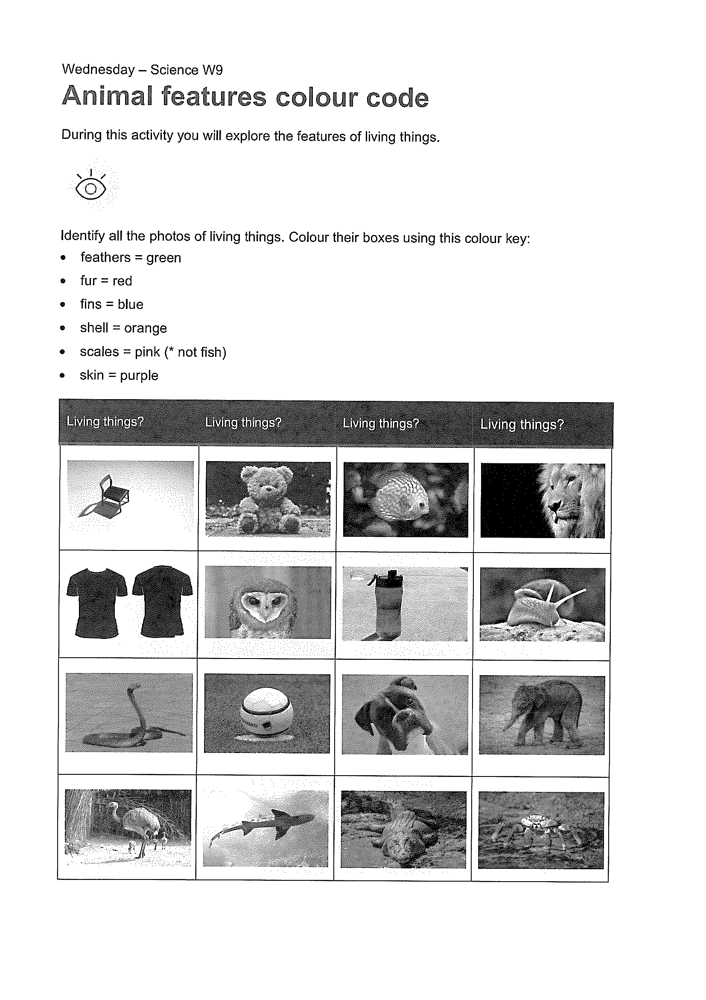 Wednesday – Science W9
Animal features colour code
During this activity you will explore the features of living things.
Identify all the photos of living things. Colour their boxes using this colour key:
• feathers = green
• fur = red
• fins = blue
• shell = orange
• scales = pink (* not fish)
• skin = purple
Living things? Living things? Living things? Living things?